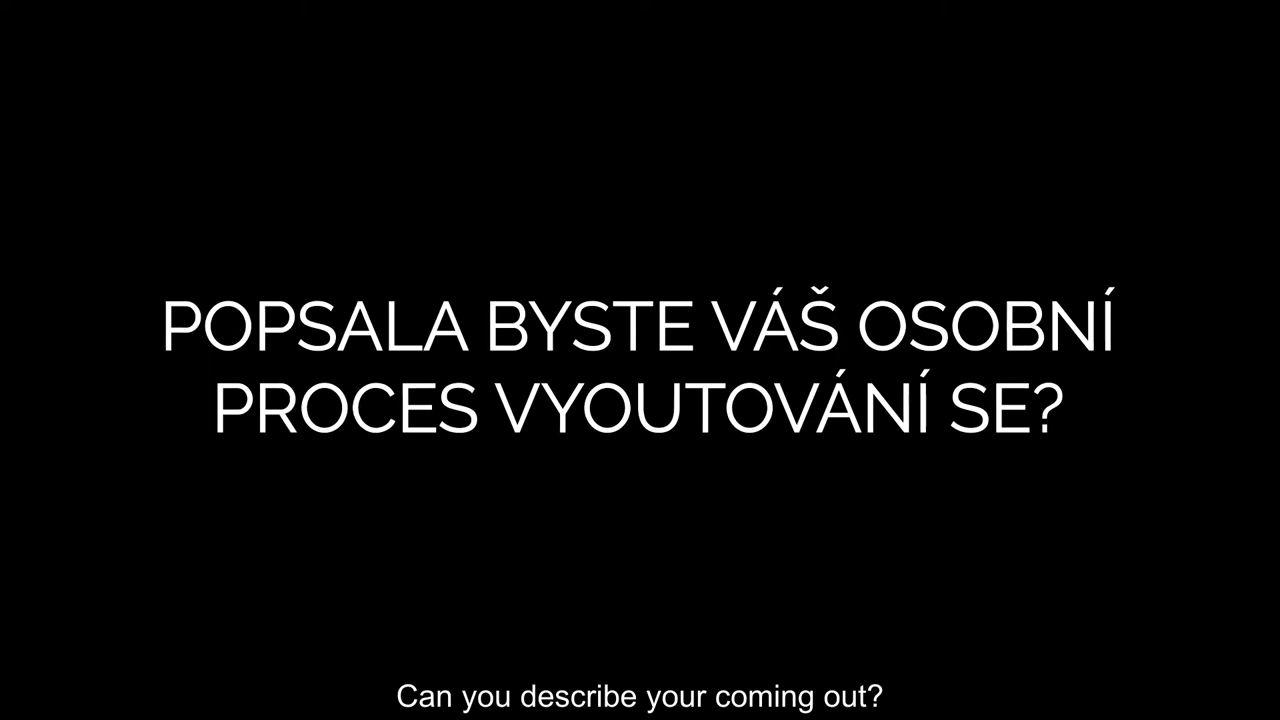 POPSALA BYSTE VÁŠ OSOBNÍ
PROCES VYOUTOVÁNÍ SE?
Can you describe your coming out?